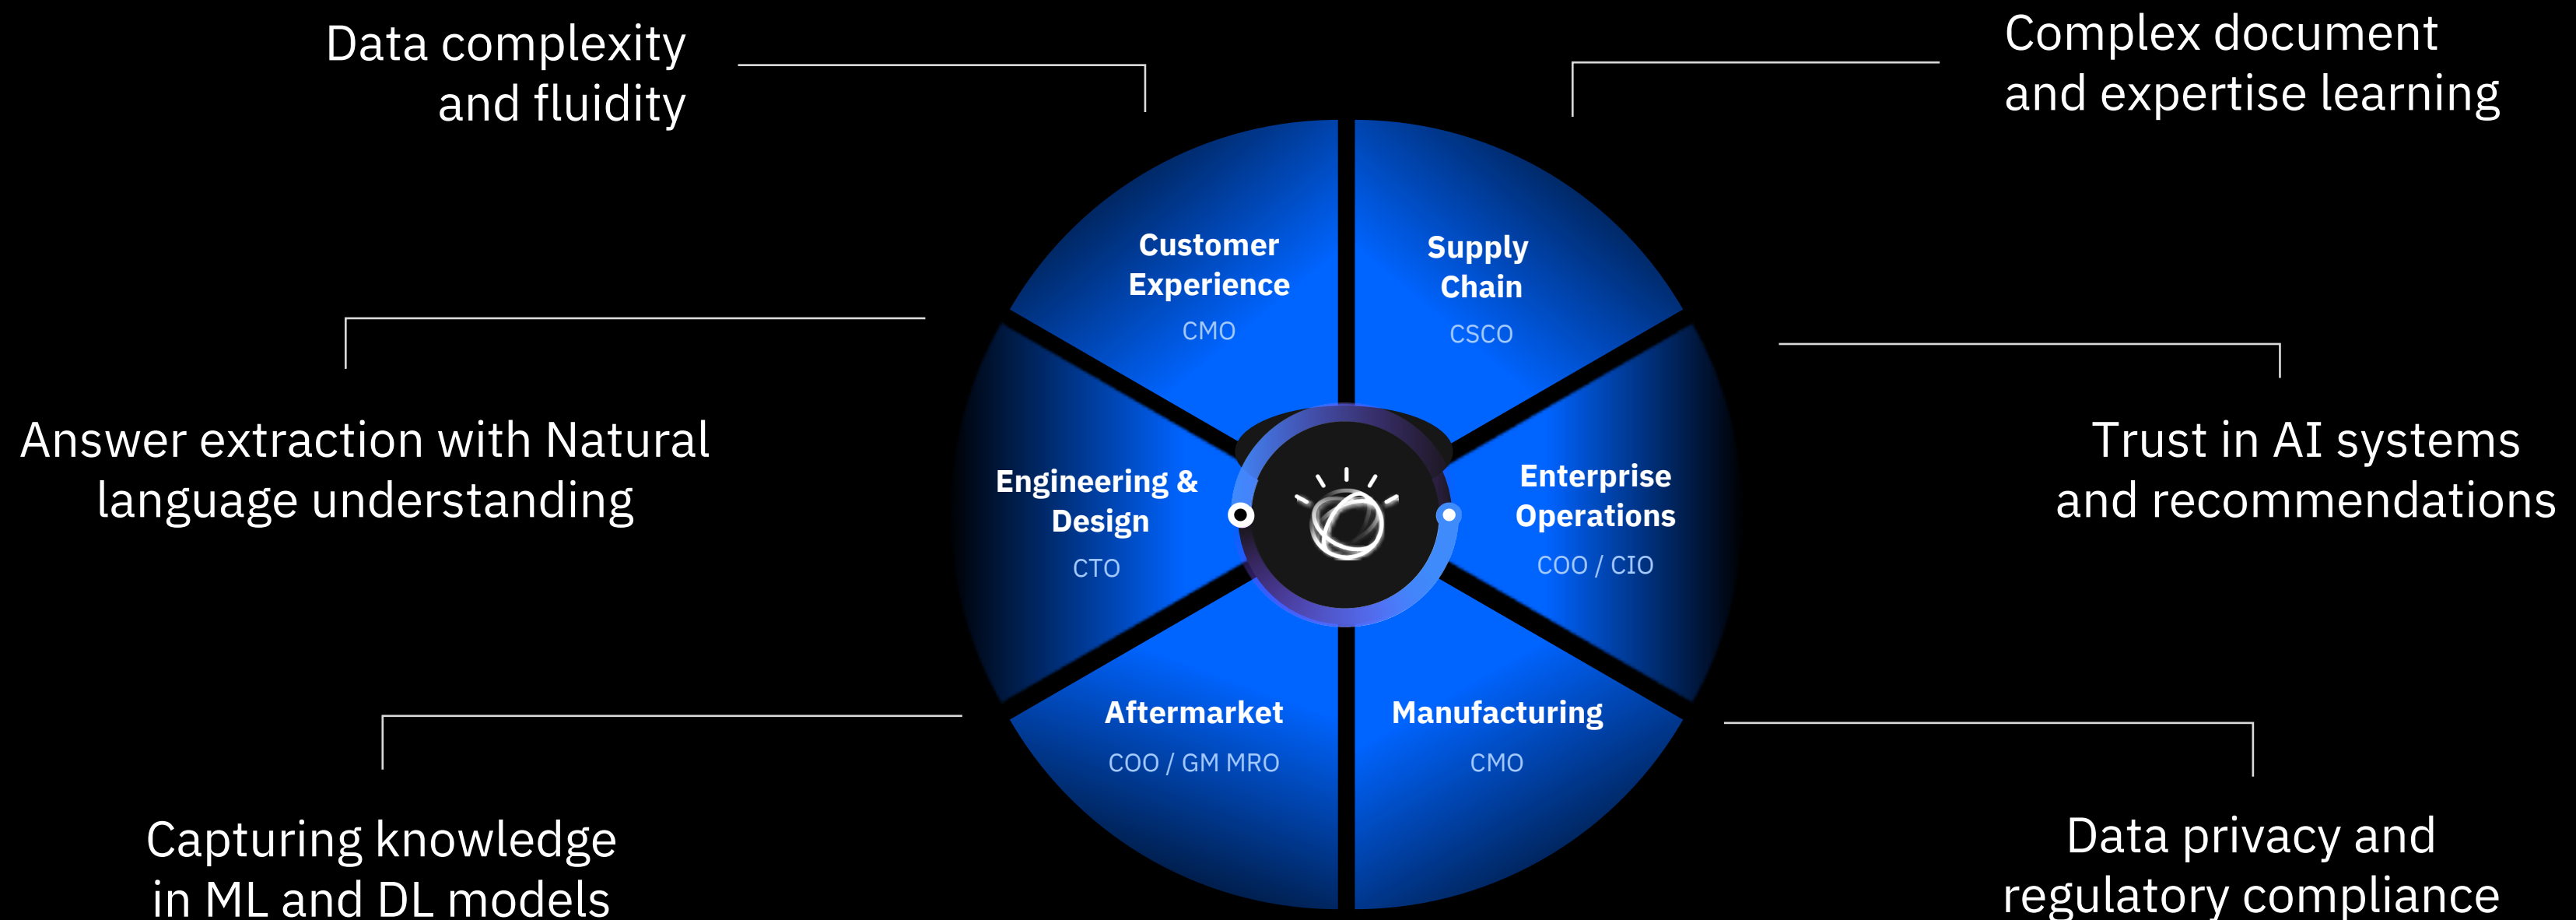 Data complexity
and fluidity
Complex document
and expertise learning
Customer
Experience
CMO
Supply
Chain
CSCO
Answer extraction with Natural
language understanding
Engineering &
Design
CTO
Enterprise
Operations
COO / CIO
Trust in AI systems
and recommendations
Aftermarket
COO / GM MRO
Manufacturing
CMO
Capturing knowledge
in ML and DL models
Data privacy and
regulatory compliance